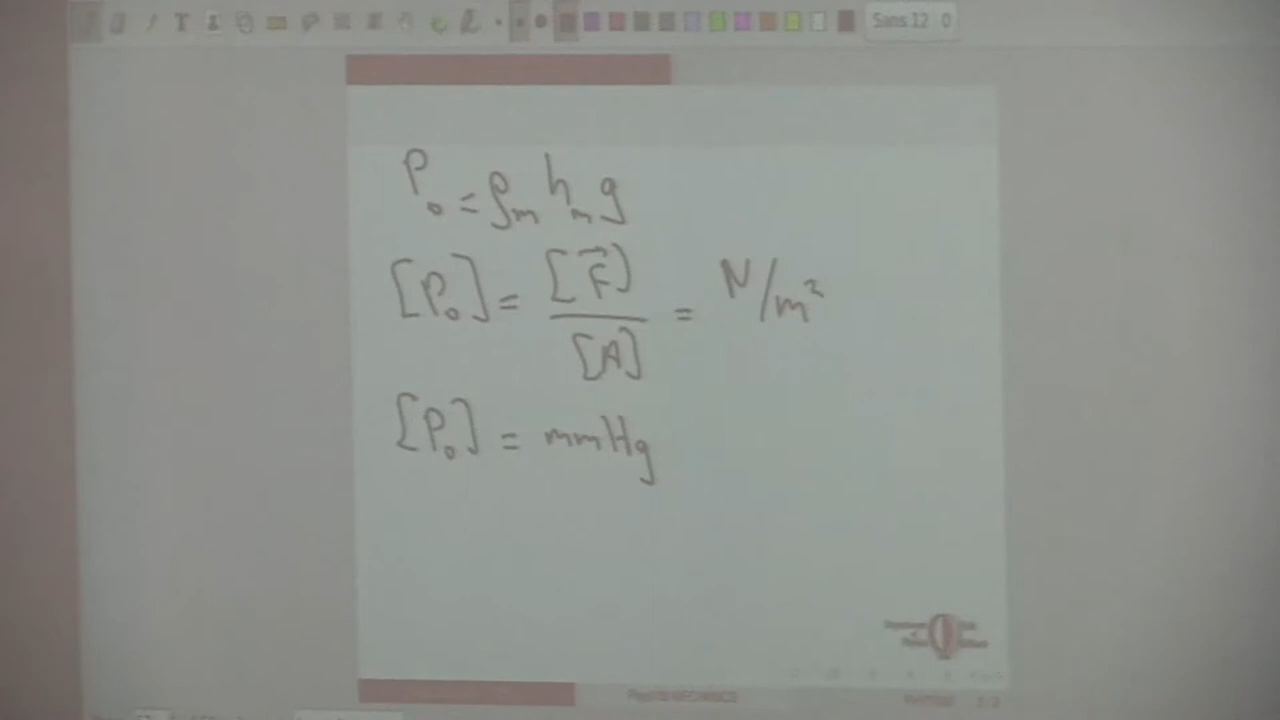 Sans 12
P₀ = ρₘ hₘ g
[P₀] = [F⃗] / [A] = N/m²
[P₀] = mmHg